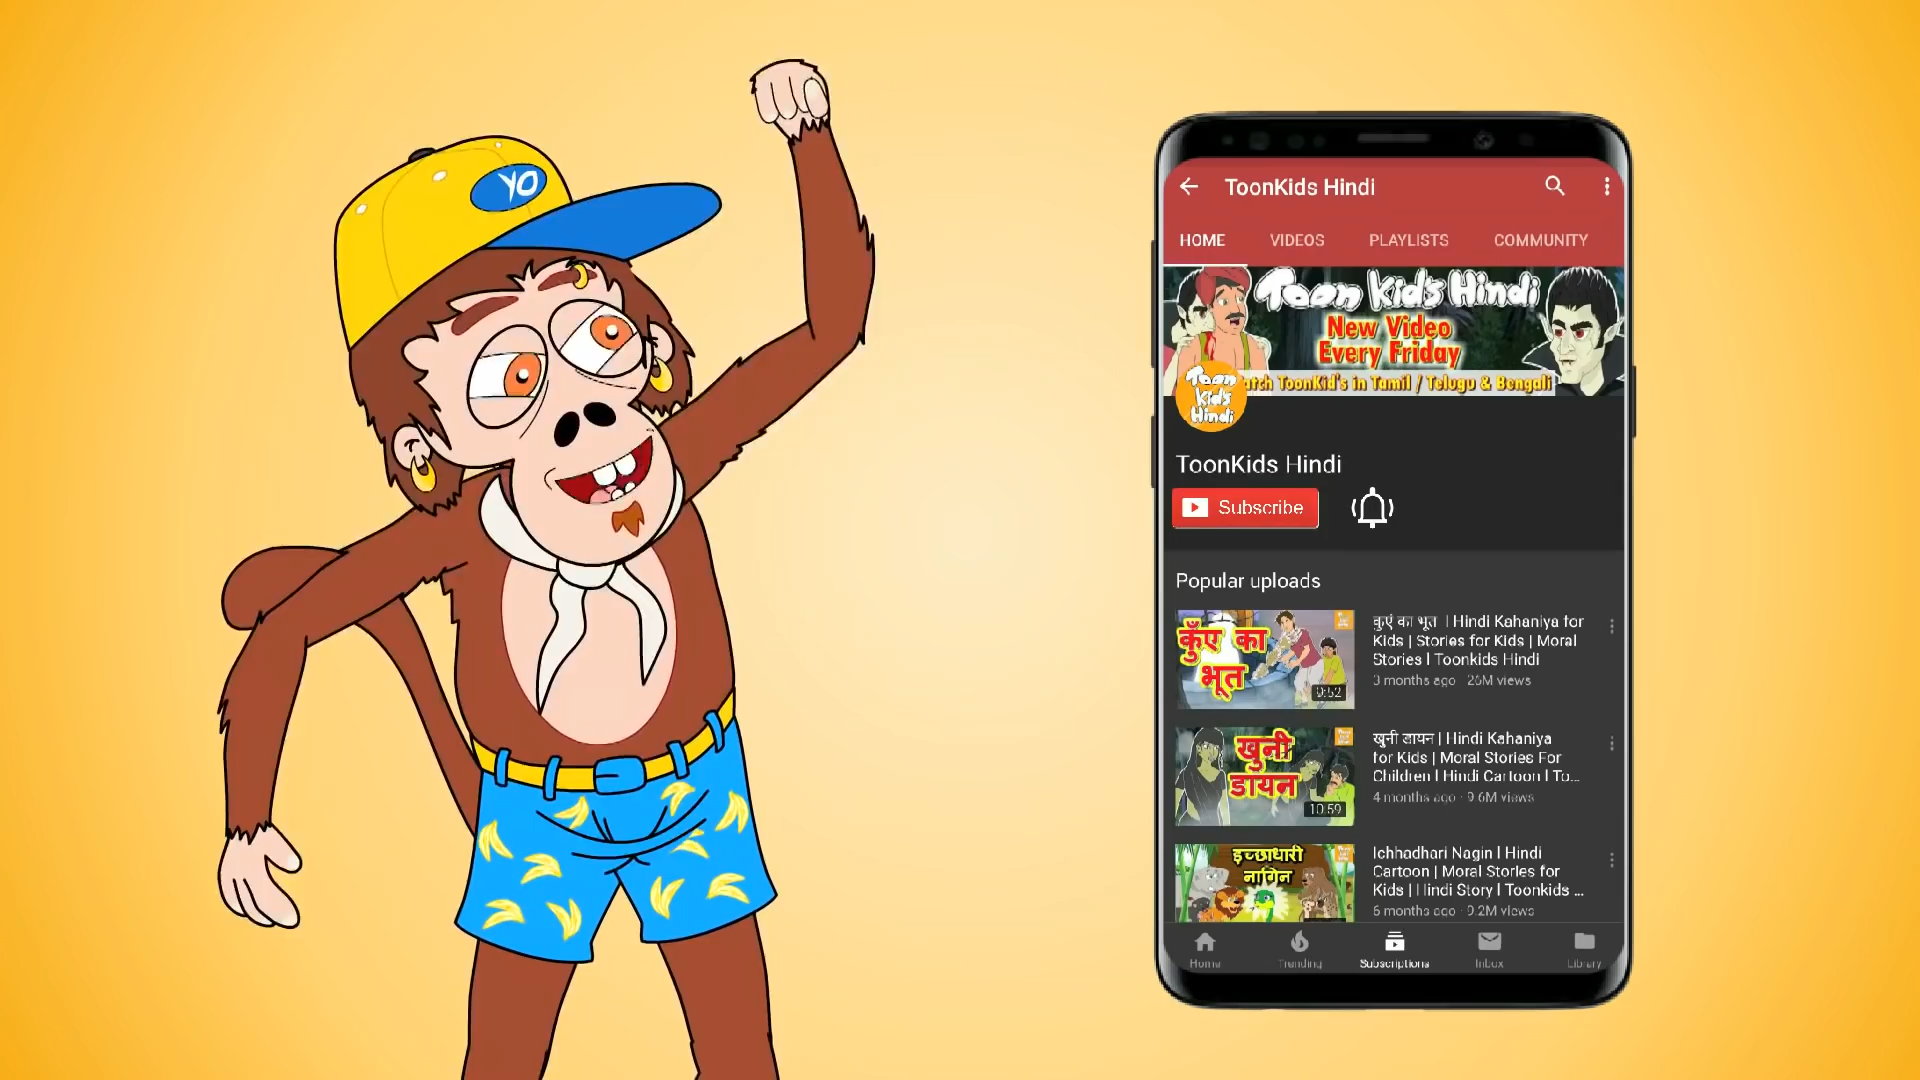 YO
ToonKids Hindi
HOME VIDEOS PLAYLISTS COMMUNITY
Toon Kid's Hindi
New Video
Every Friday
atch ToonKid's in Tamil / Telugu & Bengali
Toon
Kid's
Hindi
ToonKids Hindi
Subscribe
Popular uploads
कुँए का
भूत
9:52
कुएं का भूत | Hindi Kahaniya for
Kids | Stories for Kids | Moral
Stories | Toonkids Hindi
3 months ago · 26M views
खुनी
डायन
10:59
खुनी डायन | Hindi Kahaniya
for Kids | Moral Stories For
Children | Hindi Cartoon | To...
4 months ago · 9.6M views
इच्छाधारी
नागिन
Ichhadhari Nagin | Hindi
Cartoon | Moral Stories for
Kids | Hindi Story | Toonkids ...
6 months ago · 9.2M views
Home Trending Subscriptions Inbox Library